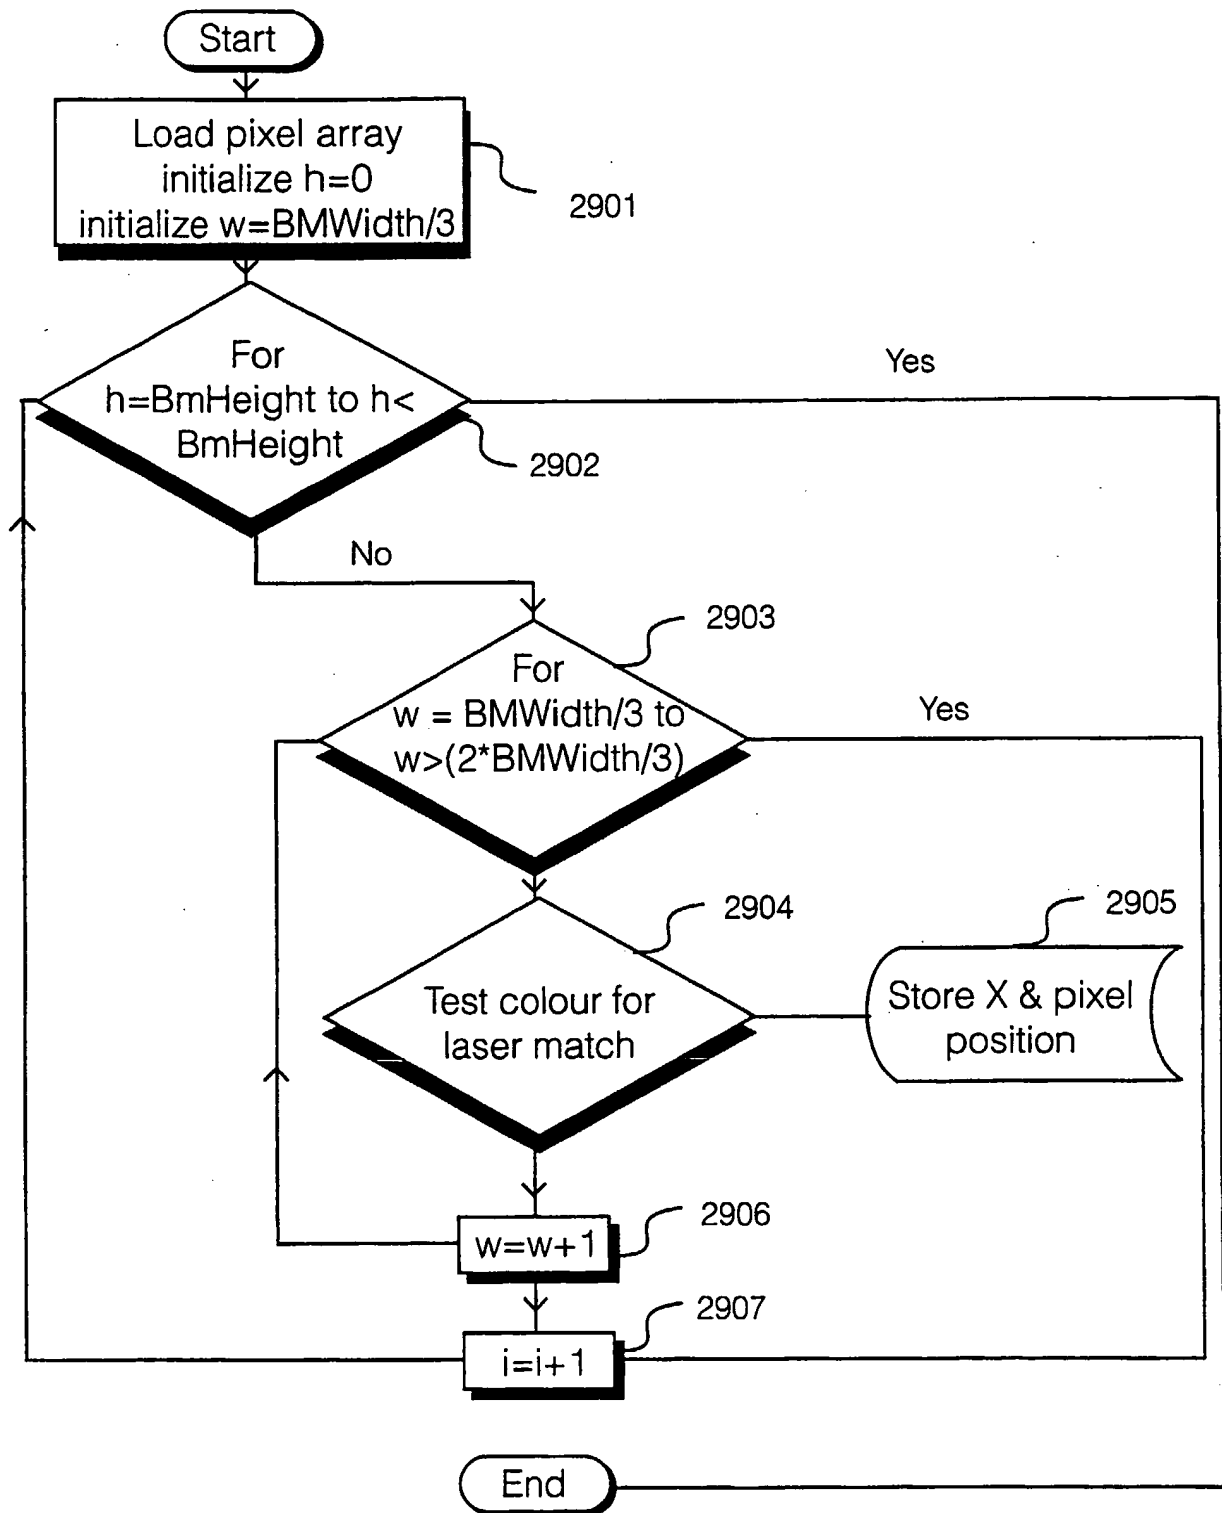 Start
Load pixel array
initialize h=0
initialize w=BMWidth/3
2901
For
h=BmHeight to h<
BmHeight
2902
Yes
No
2903
For
w = BMWidth/3 to
w>(2*BMWidth/3)
Yes
2904
Test colour for
laser match
2905
Store X & pixel
position
2906
w=w+1
2907
i=i+1
End